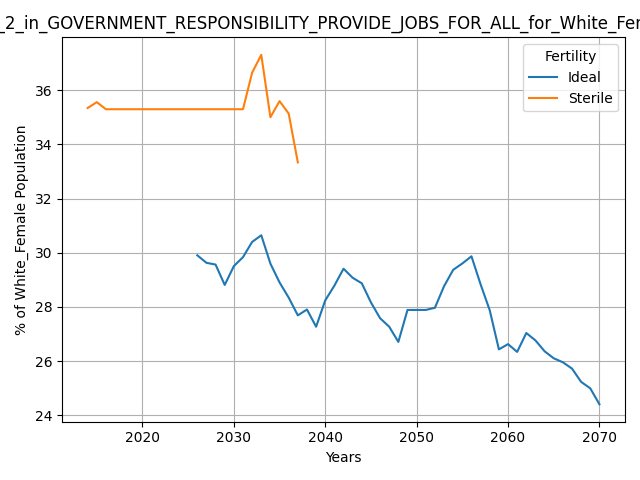 _2_in_GOVERNMENT_RESPONSIBILITY_PROVIDE_JOBS_FOR_ALL_for_White_Fe
Fertility
Ideal
Sterile
% of White_Female Population
36
34
32
30
28
26
24
2020
2030
2040
2050
2060
2070
Years